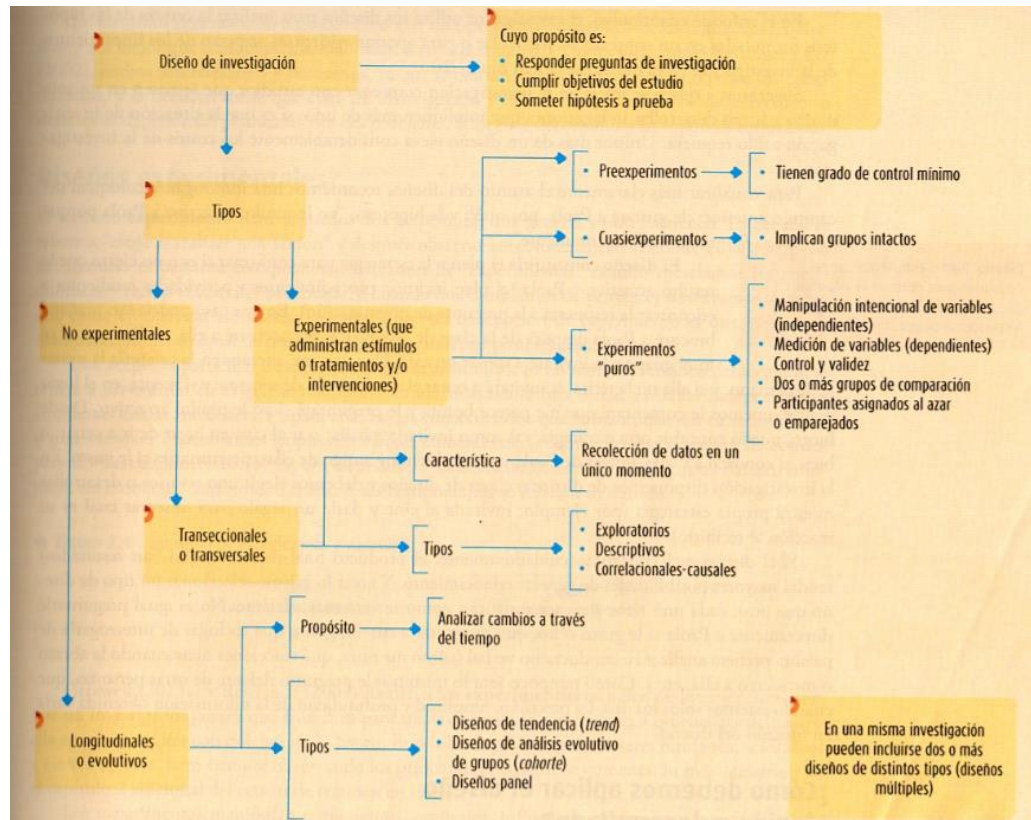 Diseño de investigación
Cuyo propósito es:
• Responder preguntas de investigación
• Cumplir objetivos del estudio
• Someter hipótesis a prueba
Tipos
• Preexperimentos
• Tienen grado de control mínimo
• Cuasiexperimentos
• Implican grupos intactos
No experimentales
Experimentales (que
administran estímulos
o tratamientos y/o
intervenciones)
• Experimentos
"puros"
• Manipulación intencional de variables
(independientes)
• Medición de variables (dependientes)
• Control y validez
• Dos o más grupos de comparación
• Participantes asignados al azar
o emparejados
Transeccionales
o transversales
• Característica
Recolección de datos en un
único momento
• Tipos
• Exploratorios
• Descriptivos
• Correlacionales-causales
Longitudinales
o evolutivos
• Propósito
Analizar cambios a través
del tiempo
• Tipos
• Diseños de tendencia (trend)
• Diseños de análisis evolutivo
de grupos (cohorte)
• Diseños panel
En una misma investigación
pueden incluirse dos o más
diseños de distintos tipos (diseños
múltiples)